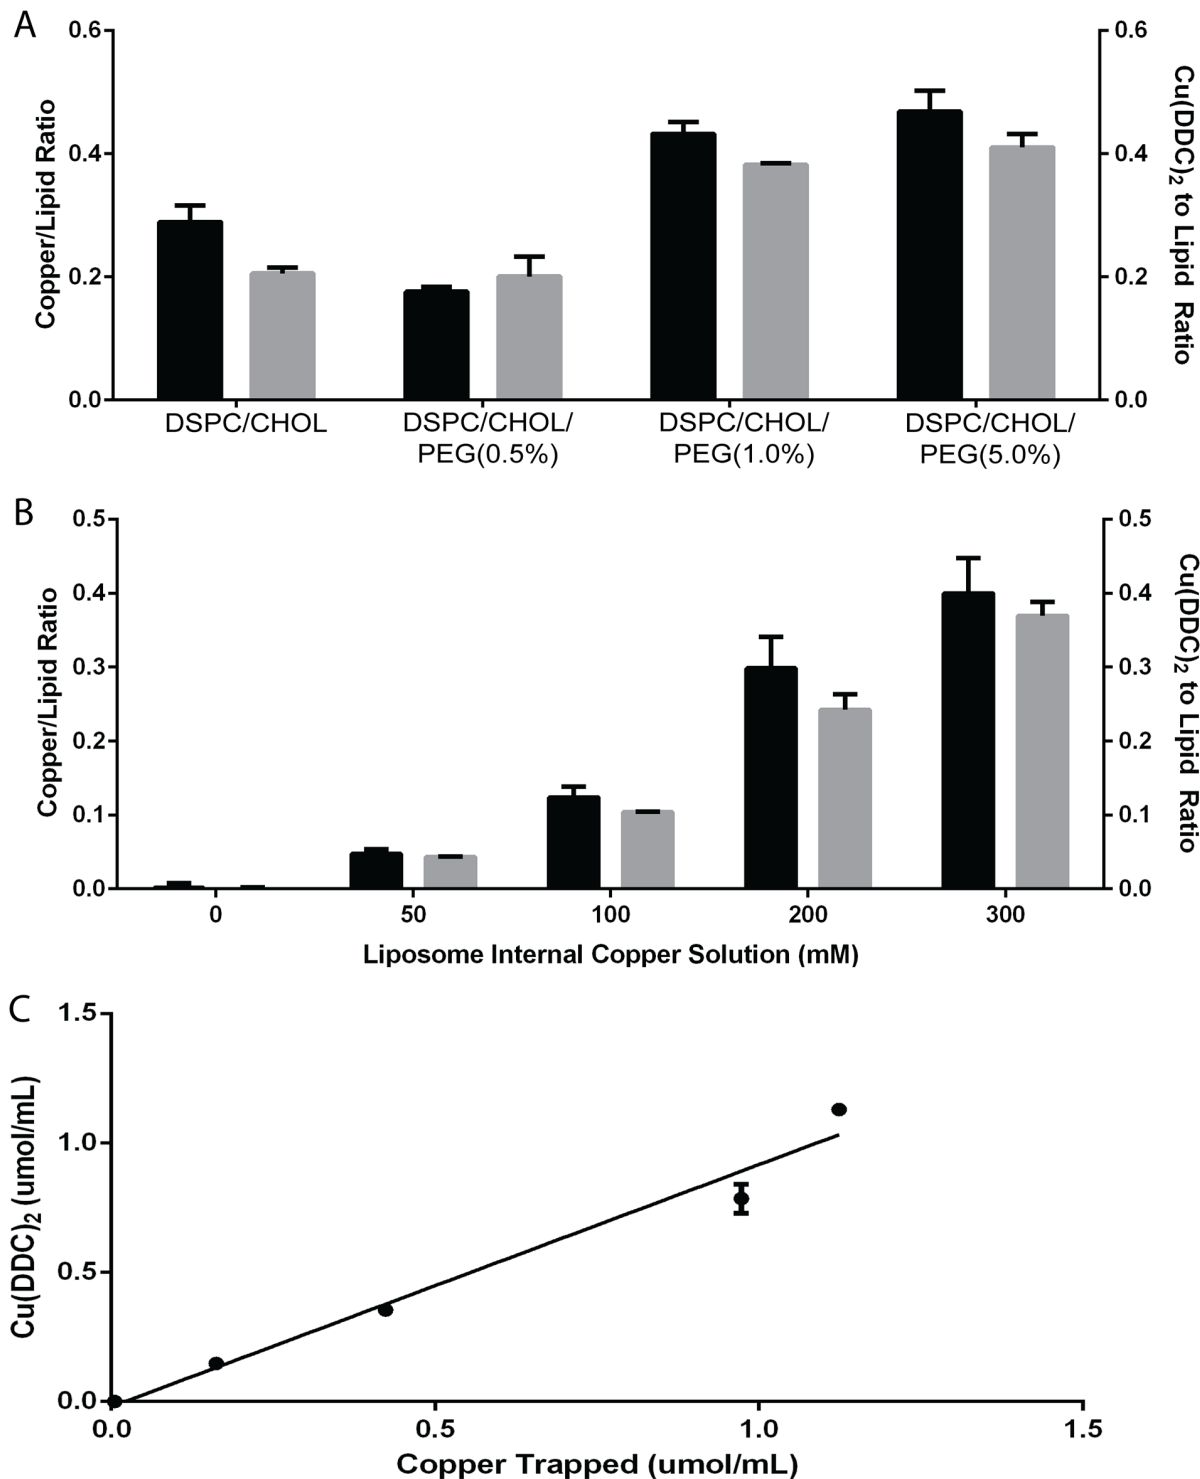 A
0.6
0.4
0.2
0.0
Copper/Lipid Ratio
0.6
0.4
0.2
0.0
Cu(DDC)2 to Lipid Ratio
DSPC/CHOL
DSPC/CHOL/
PEG(0.5%)
DSPC/CHOL/
PEG(1.0%)
DSPC/CHOL/
PEG(5.0%)
B
0.5
0.4
0.3
0.2
0.1
0.0
Copper/Lipid Ratio
0.5
0.4
0.3
0.2
0.1
0.0
Cu(DDC)2 to Lipid Ratio
0 50 100 200 300
Liposome Internal Copper Solution (mM)
C
1.5
1.0
0.5
0.0
Cu(DDC)2 (umol/mL)
0.0 0.5 1.0 1.5
Copper Trapped (umol/mL)